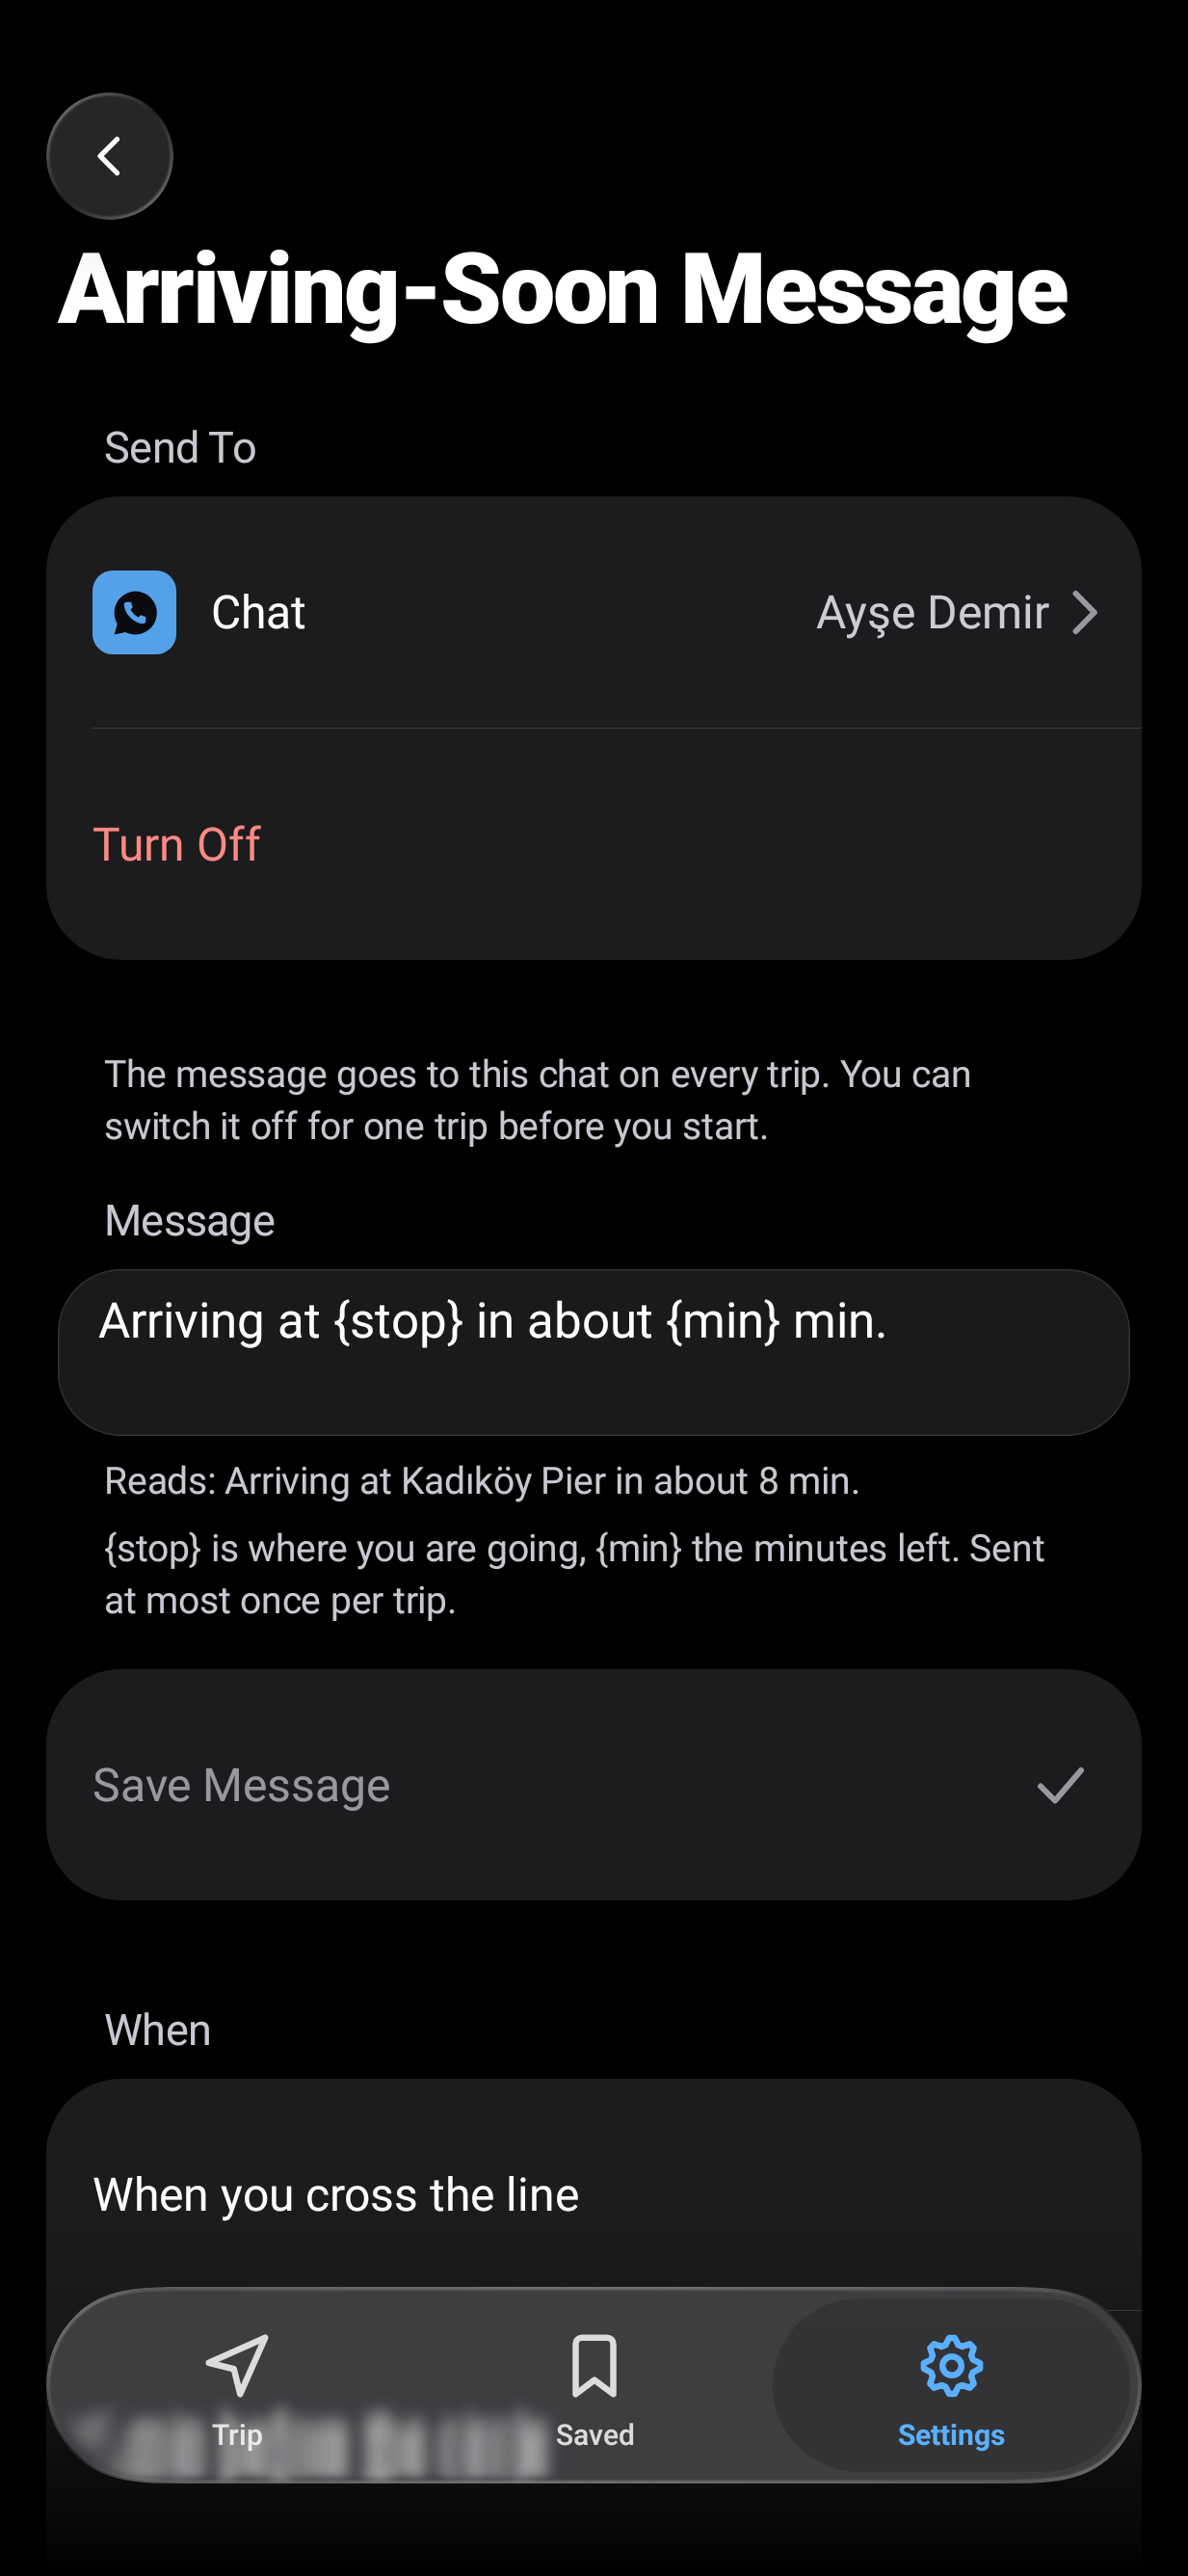 Arriving-Soon Message
Send To
Chat
Ayşe Demir
Turn Off
The message goes to this chat on every trip. You can
switch it off for one trip before you start.
Message
Arriving at {stop} in about {min} min.
Reads: Arriving at Kadıköy Pier in about 8 min.
{stop} is where you are going, {min} the minutes left. Sent
at most once per trip.
Save Message
When
When you cross the line
Trip
Saved
Settings